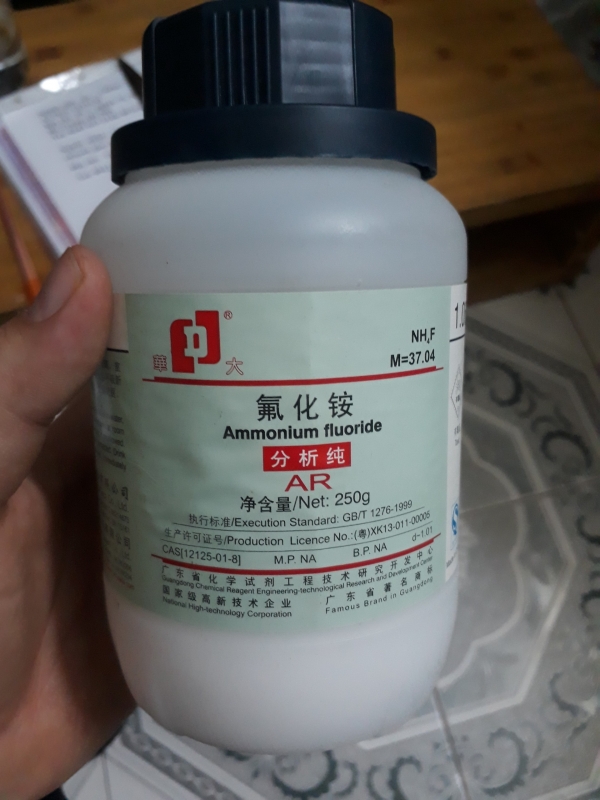 ®
華 大
NH₄F
M=37.04
氟化铵
Ammonium fluoride
分析纯
AR
净含量/Net: 250g
执行标准/Execution Standard: GB/T 1276-1999
生产许可证号/Production Licence No.:(粤)XK13-011-00005
CAS[12125-01-8] M.P. NA B.P. NA d~1.01
广东省化学试剂工程技术研究开发中心
Guangdong Chemical Reagent Engineering-technological Research and Development Center
国家级高新技术企业 广东省著名商标
National High-technology Corporation Famous Brand in Guangdong